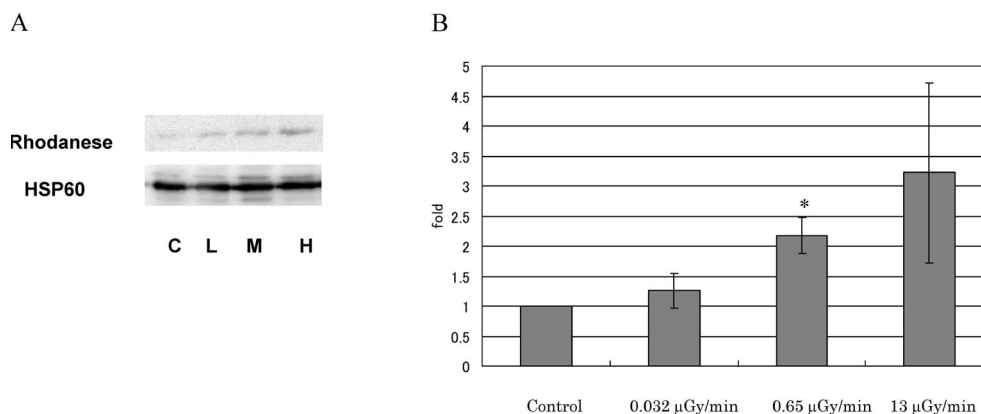 A
Rhodanese
HSP60
C L M H
B
5
4.5
4
3.5
3
2.5
2
1.5
1
0.5
0
fold
*
Control 0.032 μGy/min 0.65 μGy/min 13 μGy/min